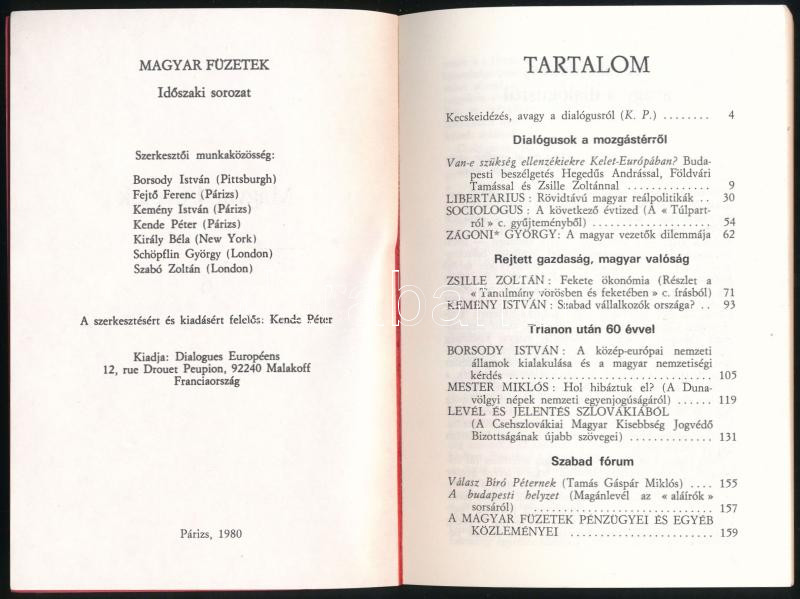 MAGYAR FÜZETEK
Időszaki sorozat
Szerkesztői munkaközösség:
Borsody István (Pittsburgh)
Fejtő Ferenc (Párizs)
Kemény István (Párizs)
Kende Péter (Párizs)
Király Béla (New York)
Schöpflin György (London)
Szabó Zoltán (London)
A szerkesztésért és kiadásért felelős: Kende Péter
Kiadja: Dialogues Européens
12, rue Drouet Peupion, 92240 Malakoff
Franciaország
Párizs, 1980
TARTALOM
Kecskeidézés, avagy a dialógusról (K. P.) ........ 4
Dialógusok a mozgástérről
Van-e szükség ellenzékiekre Kelet-Európában? Buda-
pesti beszélgetés Hegedűs Andrással, Földvári
Tamással és Zsille Zoltánnal ................ 9
LIBERTARIUS : Rövidtávú magyar reálpolitikák .. 30
SOCIOLOGUS : A következő évtized (A « Túlpart-
ról » c. gyűjteményből) .................... 54
ZÁGONI* GYÖRGY: A magyar vezetők dilemmája 62
Rejtett gazdaság, magyar valóság
ZSILLE ZOLTÁN : Fekete ökonómia (Részlet a
« Tanulmány vörösben és feketében » c. írásból) 71
KEMÉNY ISTVÁN : Szabad vállalkozók országa? .. 93
Trianon után 60 évvel
BORSODY ISTVÁN : A közép-európai nemzeti
államok kialakulása és a magyar nemzetiségi
kérdés .................................. 105
MESTER MIKLÓS : Hol hibáztuk el? (A Duna-
völgyi népek nemzeti egyenjogúságáról) ...... 119
LEVÉL ÉS JELENTÉS SZLOVÁKIÁBÓL
(A Csehszlovákiai Magyar Kisebbség Jogvédő
Bizottságának újabb szövegei) .............. 131
Szabad fórum
Válasz Bíró Péternek (Tamás Gáspár Miklós) .... 155
A budapesti helyzet (Magánlevél az « aláírók »
sorsáról) ................................ 157
A MAGYAR FÜZETEK PÉNZÜGYEI ÉS EGYÉB
KÖZLEMÉNYEI ........................ 159